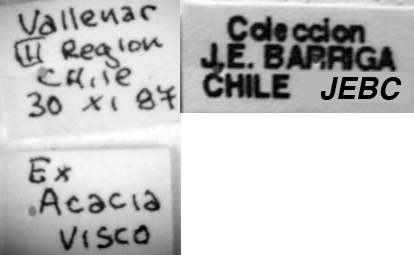 Vallenar
III Region
CHile
30 XI 87
Ex
Acacia
Visco
Coleccion
J.E. BARRIGA
CHILE JEBC